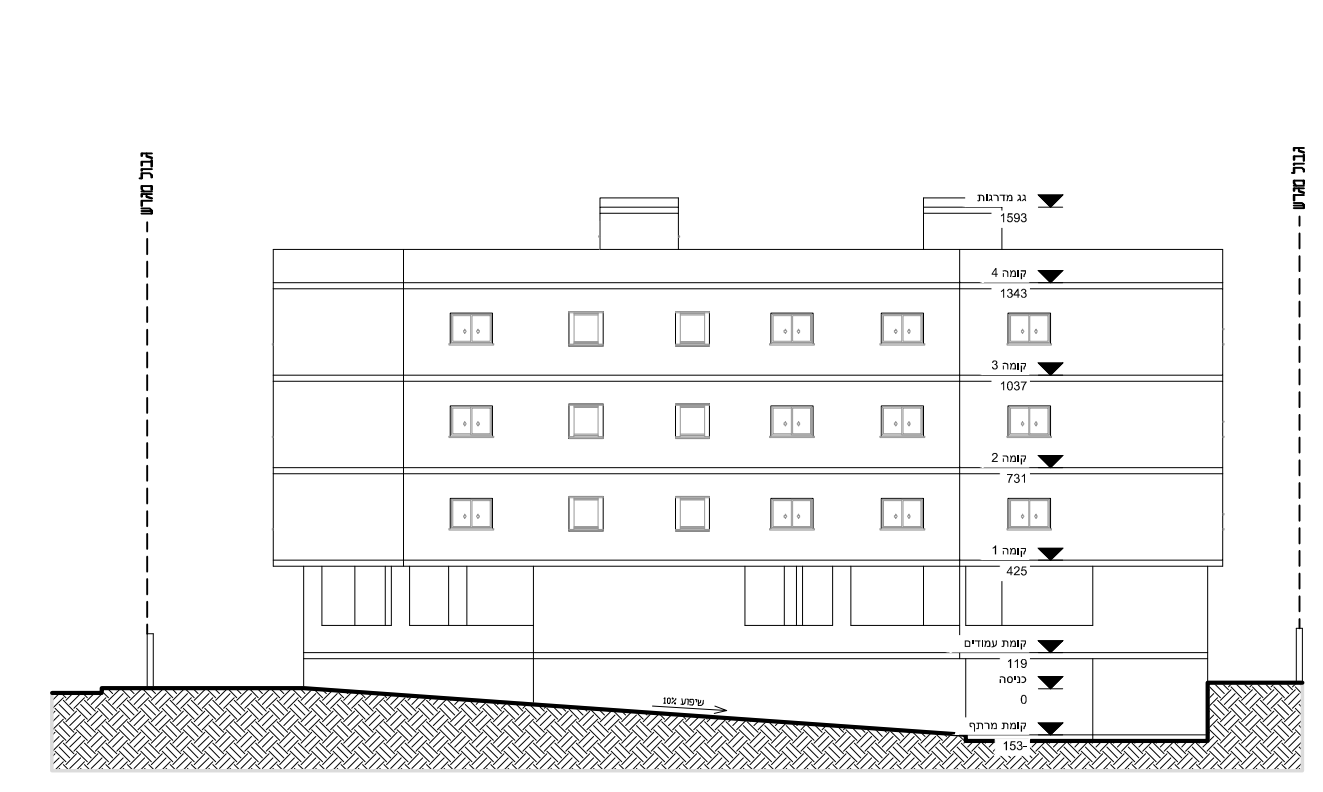 גבול מגרש
גבול מגרש
גג מדרגות
1593
קומה 4
1343
קומה 3
1037
קומה 2
731
קומה 1
425
קומת עמודים
119
כניסה
0
שיפוע 10%
קומת מרתף
153-